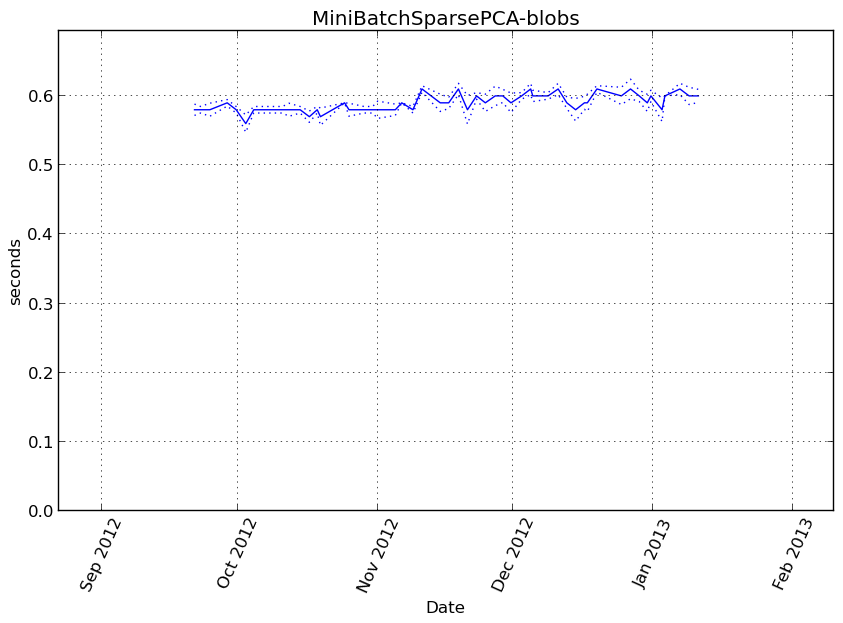 MiniBatchSparsePCA-blobs
0.6
0.5
0.4
0.3
0.2
0.1
0.0
seconds
Sep 2012
Oct 2012
Nov 2012
Dec 2012
Jan 2013
Feb 2013
Date